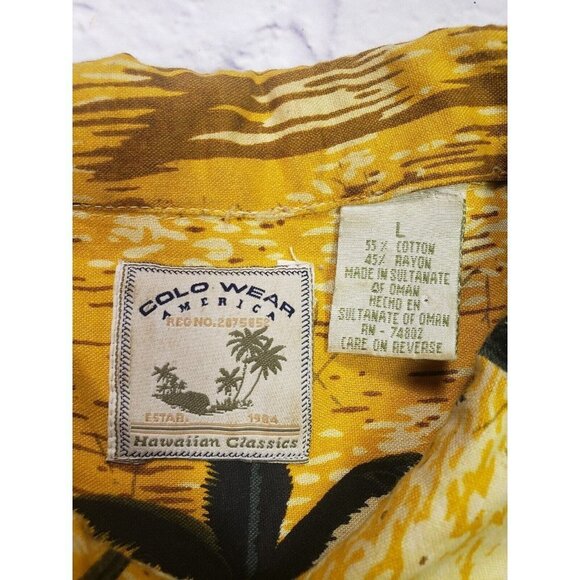 COLO WEAR
AMERICA
REG NO. 2875858
ESTAB. 1984
Hawaiian Classics
L
55% COTTON
45% RAYON
MADE IN SULTANATE
OF OMAN
HECHO EN
SULTANATE OF OMAN
RN - 74802
CARE ON REVERSE